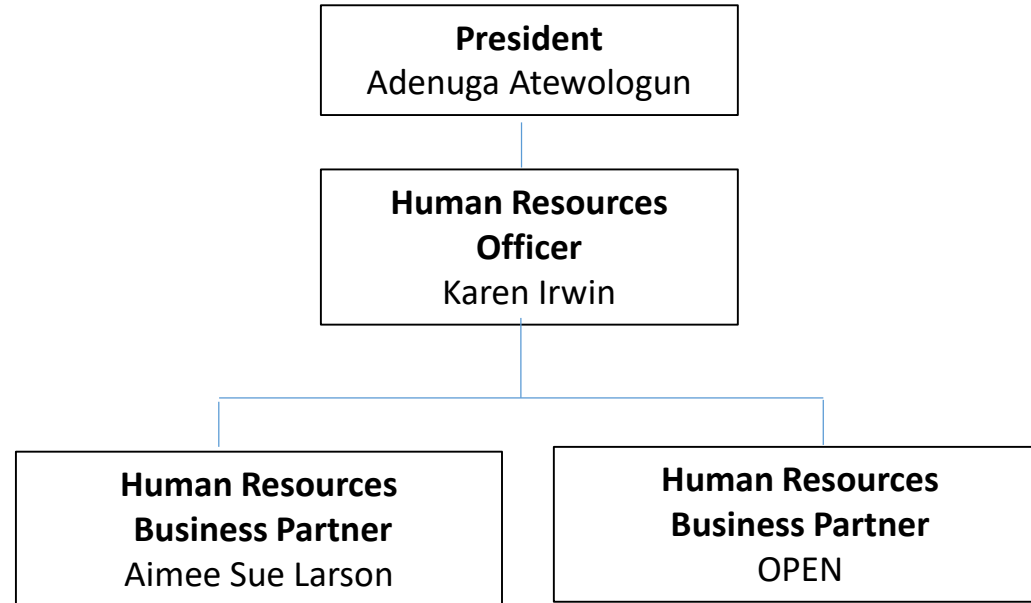 President
Adenuga Atewologun
Human Resources
Officer
Karen Irwin
Human Resources
Business Partner
Aimee Sue Larson
Human Resources
Business Partner
OPEN